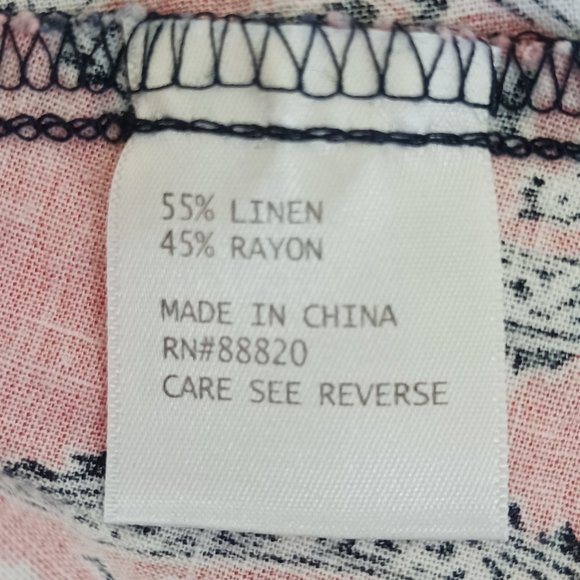 55% LINEN
45% RAYON
MADE IN CHINA
RN#88820
CARE SEE REVERSE